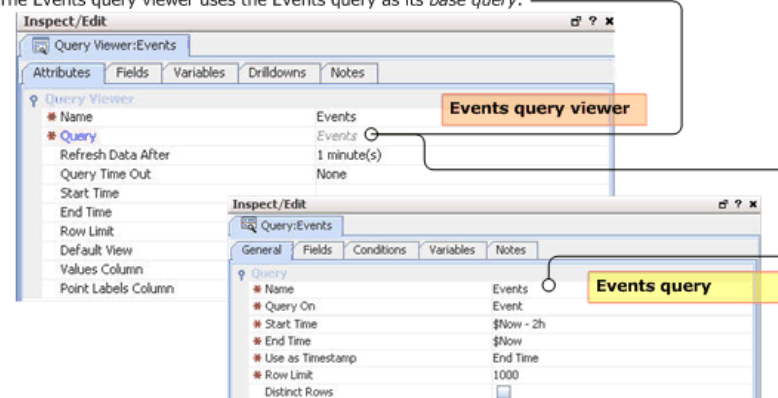 The Events query viewer uses the Events query as its base query.
Inspect/Edit
Query Viewer:Events
Attributes Fields Variables Drilldowns Notes
Query Viewer
Name Events
Query Events
Refresh Data After 1 minute(s)
Query Time Out None
Start Time
End Time
Row Limit
Default View
Values Column
Point Labels Column
Events query viewer
Inspect/Edit
Query:Events
General Fields Conditions Variables Notes
Query
Name Events
Query On Event
Start Time $Now - 2h
End Time $Now
Use as Timestamp End Time
Row Limit 1000
Distinct Rows
Events query